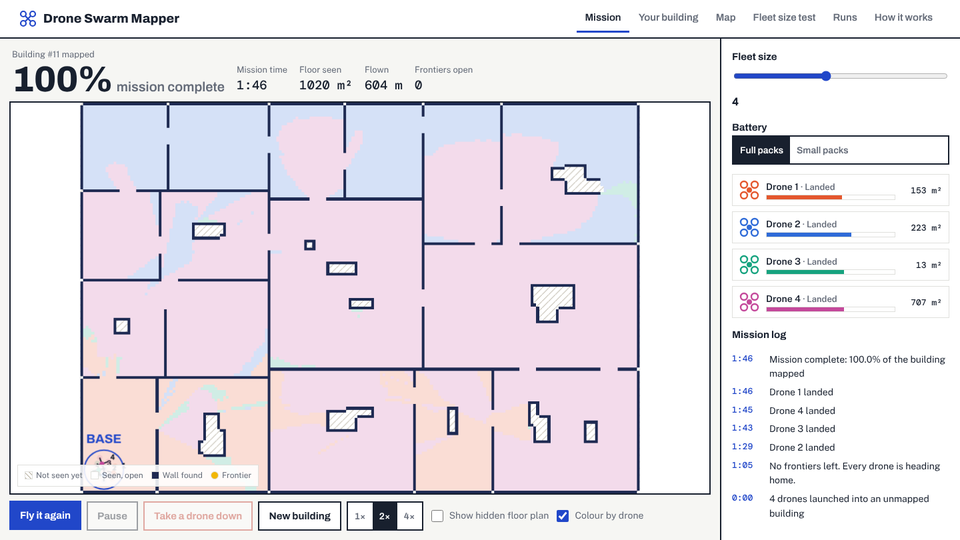 Drone Swarm Mapper
Mission Your building Map Fleet size test Runs How it works
Building #11 mapped
100% mission complete
Mission time 1:46
Floor seen 1020 m²
Flown 604 m
Frontiers open 0
BASE
4
Not seen yet Seen, open Wall found Frontier
Fly it again Pause Take a drone down New building 1× 2× 4× Show hidden floor plan Colour by drone
Fleet size
4
Battery
Full packs Small packs
Drone 1 · Landed 153 m²
Drone 2 · Landed 223 m²
Drone 3 · Landed 13 m²
Drone 4 · Landed 707 m²
Mission log
1:46 Mission complete: 100.0% of the building
mapped
1:46 Drone 1 landed
1:45 Drone 4 landed
1:43 Drone 3 landed
1:29 Drone 2 landed
1:05 No frontiers left. Every drone is heading
home.
0:00 4 drones launched into an unmapped
building